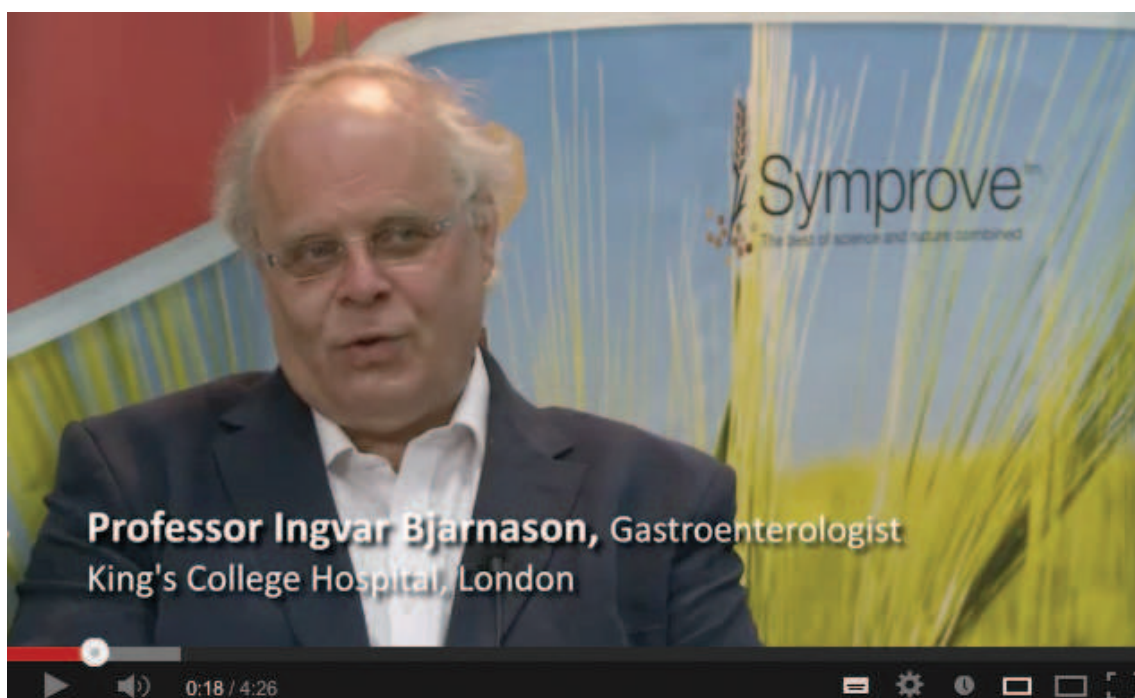 Symprove™
The best of science and nature combined
Professor Ingvar Bjarnason, Gastroenterologist
King's College Hospital, London
0:18 / 4:26